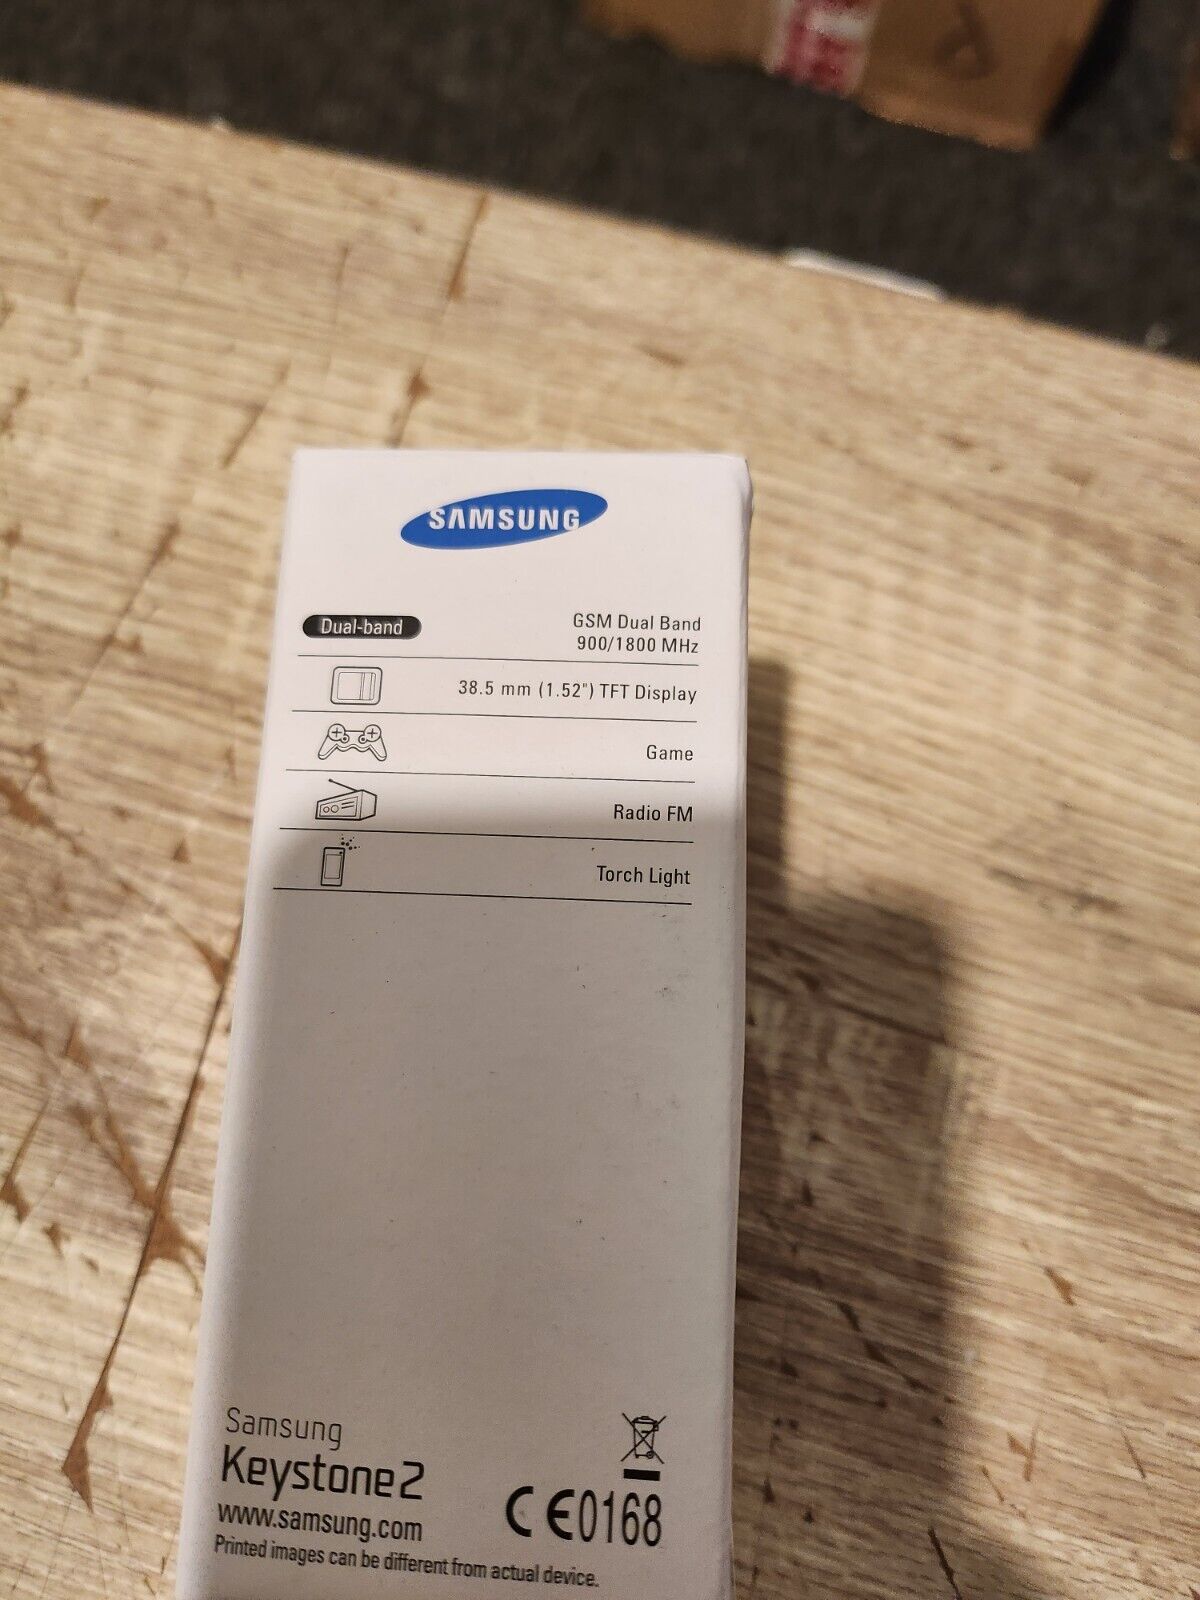 SAMSUNG
Dual-band
GSM Dual Band
900/1800 MHz
38.5 mm (1.52") TFT Display
Game
Radio FM
Torch Light
Samsung
Keystone2
www.samsung.com
CE0168
Printed images can be different from actual device.